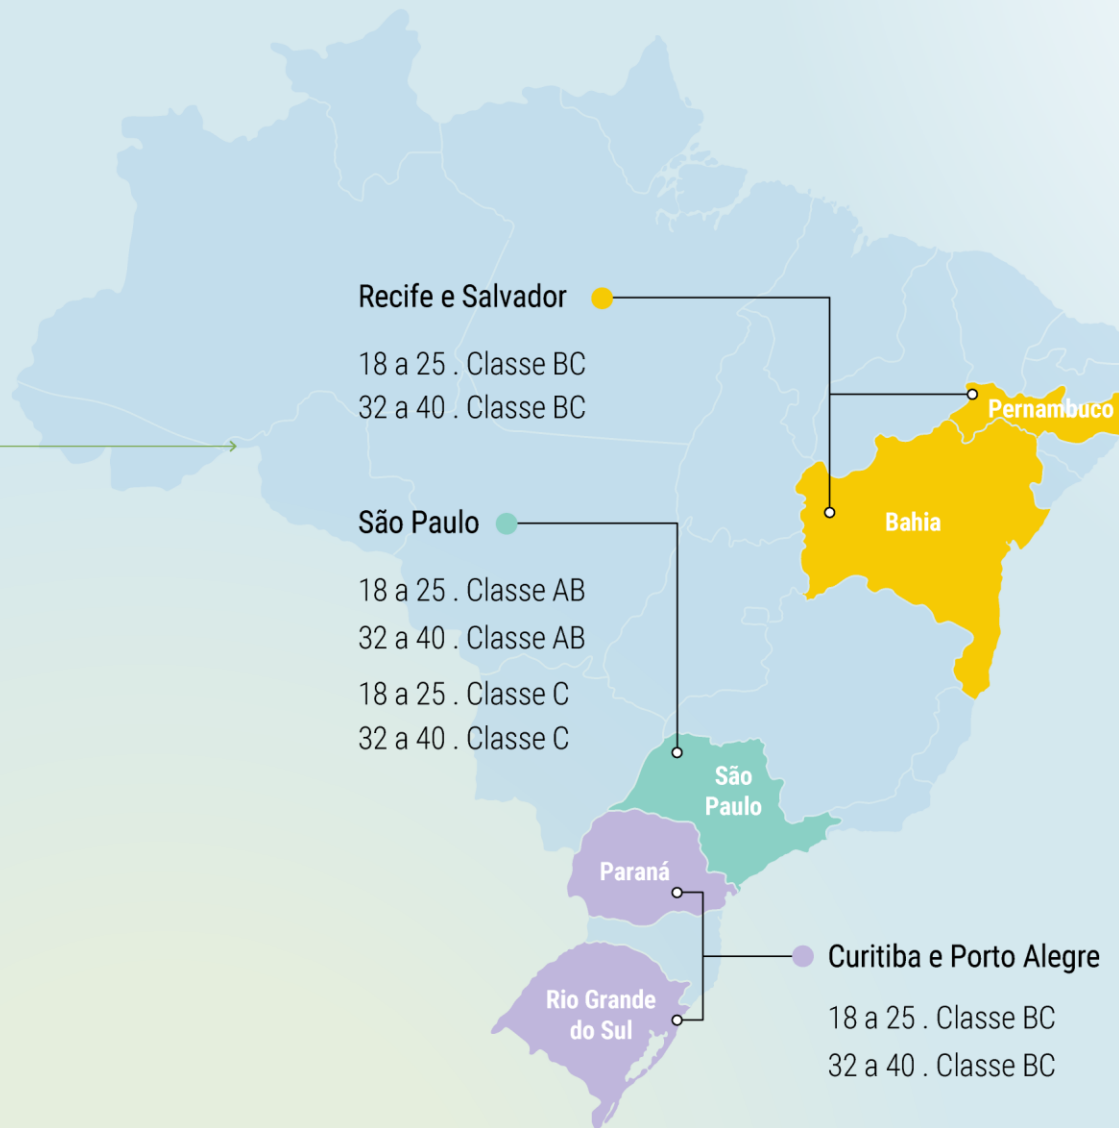 Recife e Salvador
18 a 25 . Classe BC
32 a 40 . Classe BC
Pernambuco
Bahia
São Paulo
18 a 25 . Classe AB
32 a 40 . Classe AB
18 a 25 . Classe C
32 a 40 . Classe C
São
Paulo
Paraná
Rio Grande
do Sul
Curitiba e Porto Alegre
18 a 25 . Classe BC
32 a 40 . Classe BC